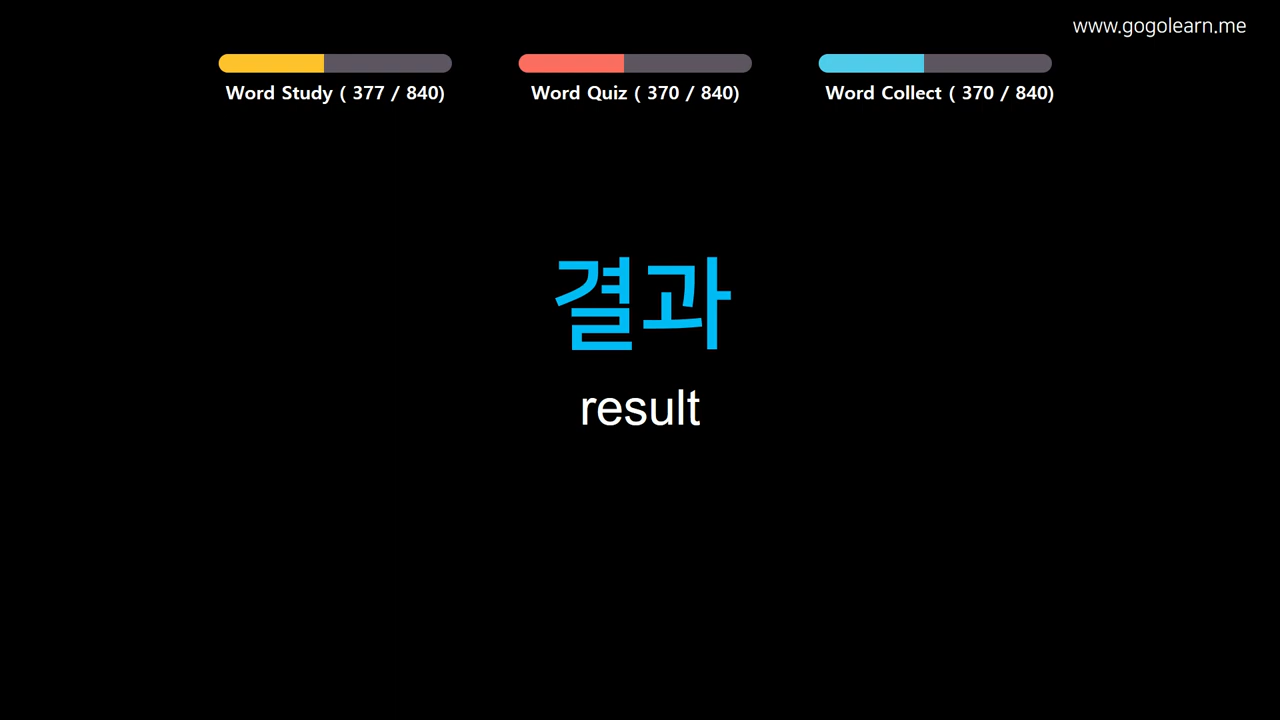 www.gogolearn.me
Word Study ( 377 / 840)
Word Quiz ( 370 / 840)
Word Collect ( 370 / 840)
결과
result